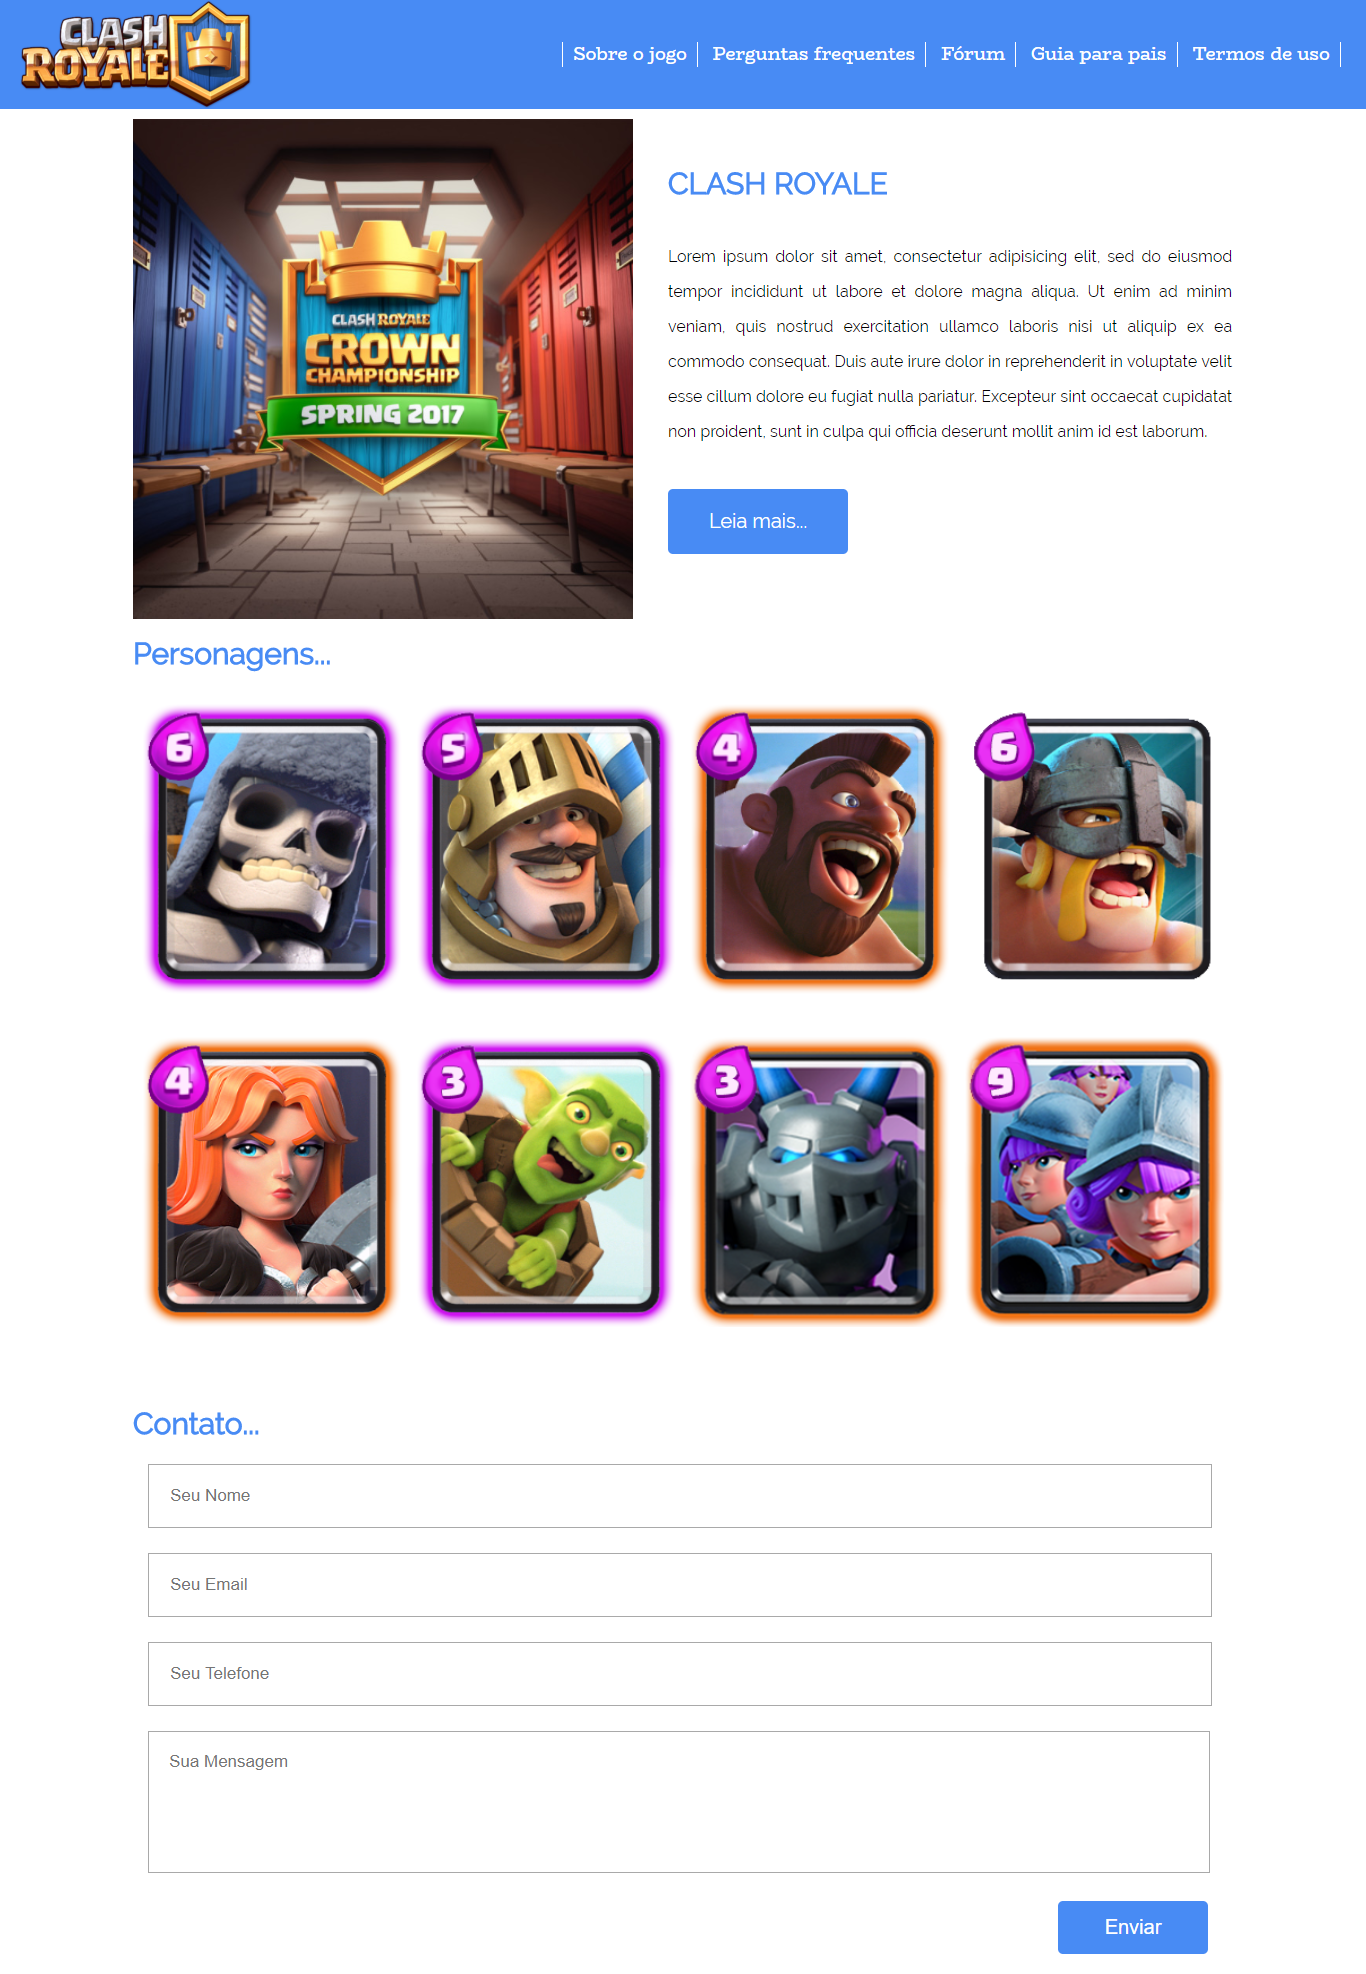 CLASH
ROYALE
Sobre o jogo
Perguntas frequentes
Fórum
Guia para pais
Termos de uso
CLASH ROYALE
CROWN
CHAMPIONSHIP
SPRING 2017
CLASH ROYALE
Lorem ipsum dolor sit amet, consectetur adipisicing elit, sed do eiusmod
tempor incididunt ut labore et dolore magna aliqua. Ut enim ad minim
veniam, quis nostrud exercitation ullamco laboris nisi ut aliquip ex ea
commodo consequat. Duis aute irure dolor in reprehenderit in voluptate velit
esse cillum dolore eu fugiat nulla pariatur. Excepteur sint occaecat cupidatat
non proident, sunt in culpa qui officia deserunt mollit anim id est laborum.
Leia mais...
Personagens...
6
5
4
6
4
3
3
9
Contato...
Seu Nome
Seu Email
Seu Telefone
Sua Mensagem
Enviar